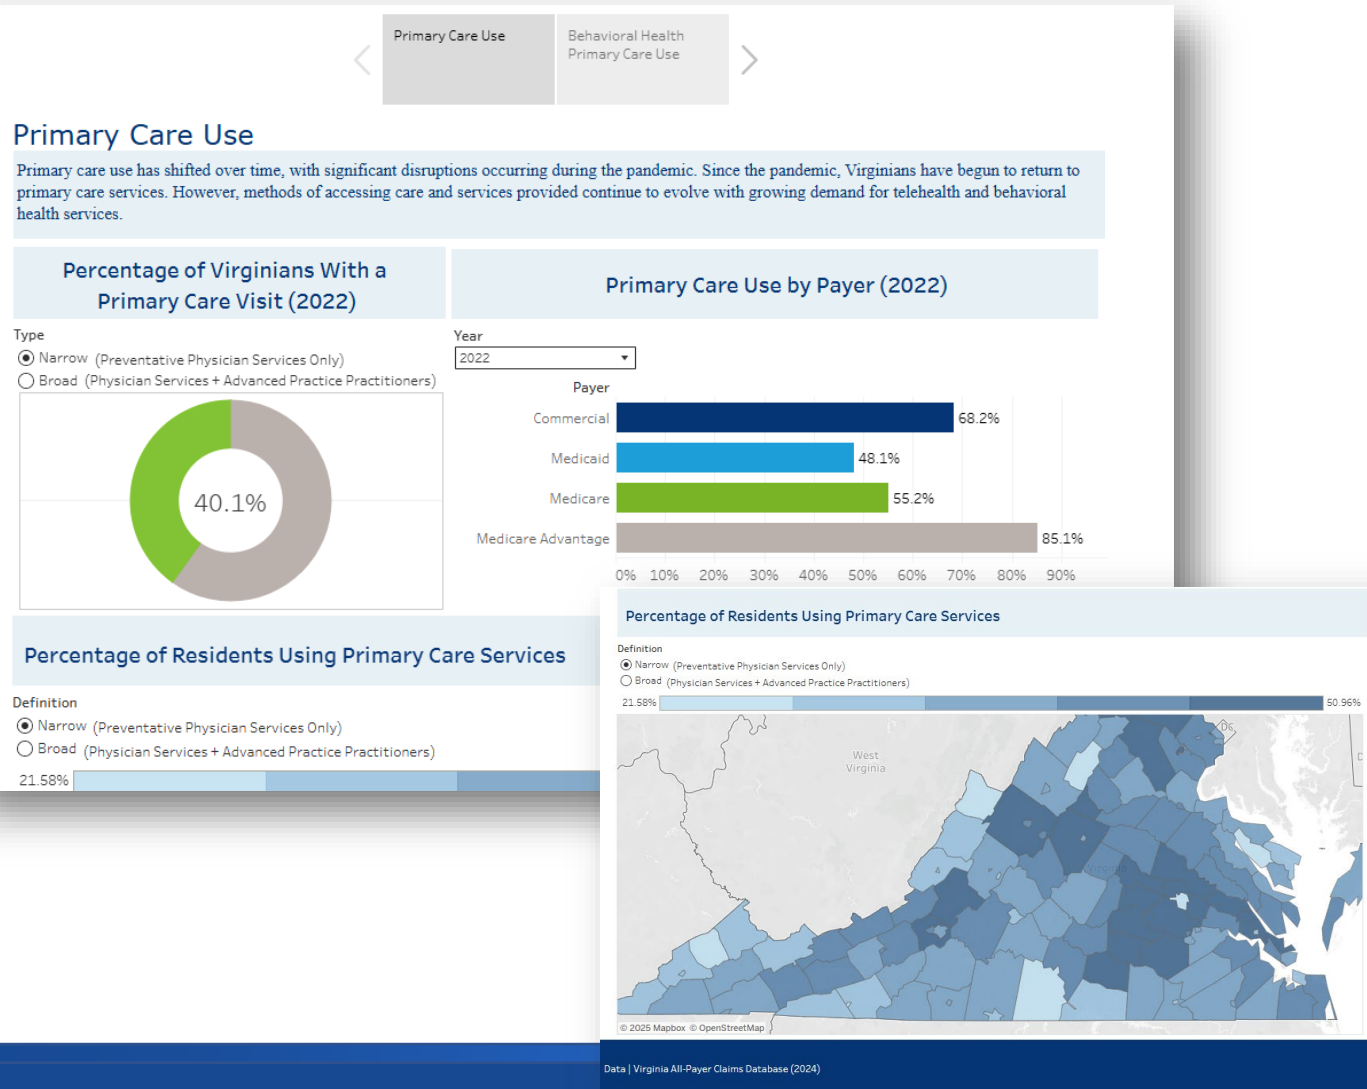 Primary Care Use
Behavioral Health
Primary Care Use
Primary Care Use
Primary care use has shifted over time, with significant disruptions occurring during the pandemic. Since the pandemic, Virginians have begun to return to
primary care services. However, methods of accessing care and services provided continue to evolve with growing demand for telehealth and behavioral
health services.
Percentage of Virginians With a
Primary Care Visit (2022)
Type
Narrow (Preventative Physician Services Only)
Broad (Physician Services + Advanced Practice Practitioners)
40.1%
Primary Care Use by Payer (2022)
Year
2022
Payer
Commercial 68.2%
Medicaid 48.1%
Medicare 55.2%
Medicare Advantage 85.1%
0% 10% 20% 30% 40% 50% 60% 70% 80% 90%
Percentage of Residents Using Primary Care Services
Definition
Narrow (Preventative Physician Services Only)
Broad (Physician Services + Advanced Practice Practitioners)
21.58%
Percentage of Residents Using Primary Care Services
Definition
Narrow (Preventative Physician Services Only)
Broad (Physician Services + Advanced Practice Practitioners)
21.58% 50.96%
West
Virginia
DC
Virginia
© 2025 Mapbox © OpenStreetMap
Data | Virginia All-Payer Claims Database (2024)